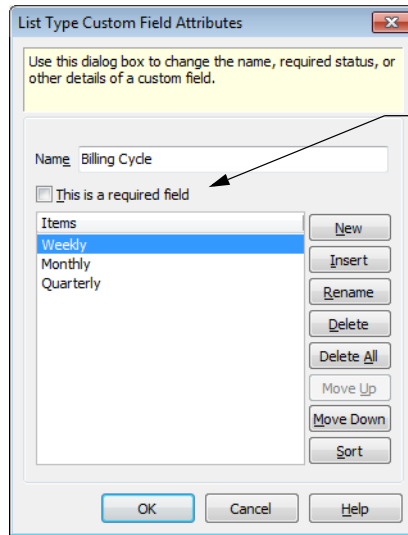 List Type Custom Field Attributes
Use this dialog box to change the name, required status, or
other details of a custom field.
Name Billing Cycle
This is a required field
Items
Weekly
Monthly
Quarterly
New
Insert
Rename
Delete
Delete All
Move Up
Move Down
Sort
OK Cancel Help